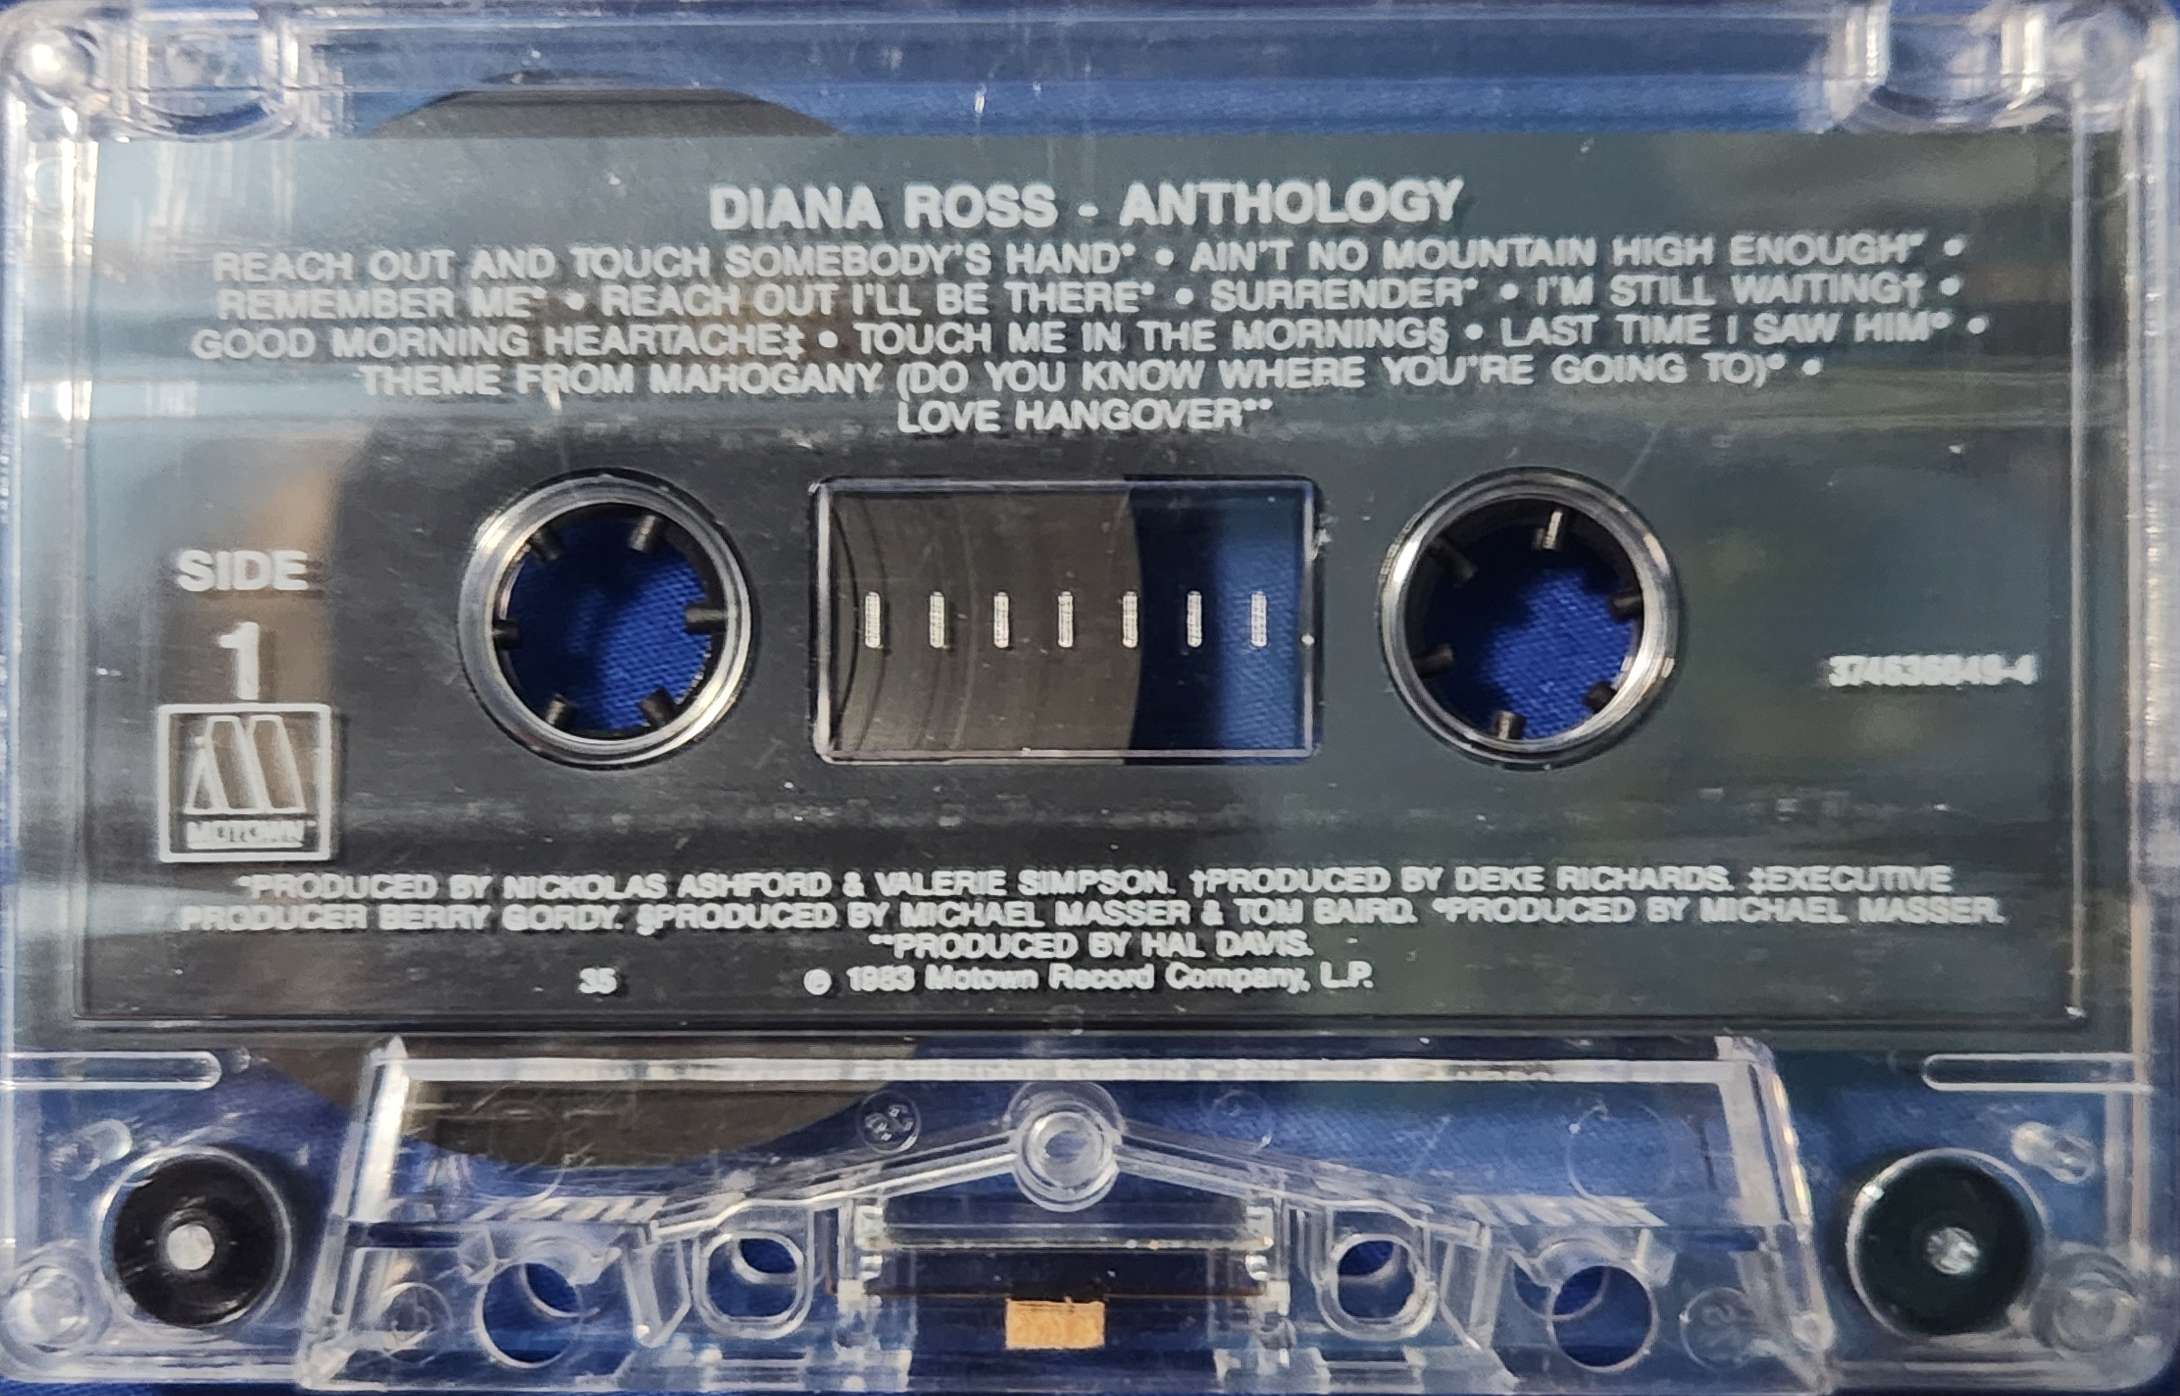 DIANA ROSS - ANTHOLOGY
REACH OUT AND TOUCH SOMEBODY'S HAND* • AIN'T NO MOUNTAIN HIGH ENOUGH* •
REMEMBER ME* • REACH OUT I'LL BE THERE* • SURRENDER* • I'M STILL WAITING† •
GOOD MORNING HEARTACHE‡ • TOUCH ME IN THE MORNING§ • LAST TIME I SAW HIM° •
THEME FROM MAHOGANY (DO YOU KNOW WHERE YOU"RE GOING TO)° •
LOVE HANGOVER**
SIDE
1
MOTOWN™
*PRODUCED BY NICKOLAS ASHFORD & VALERIE SIMPSON. †PRODUCED BY DEKE RICHARDS. ‡EXECUTIVE
PRODUCER BERRY GORDY. §PRODUCED BY MICHAEL MASSER & TOM BAIRD. °PRODUCED BY MICHAEL MASSER.
**PRODUCED BY HAL DAVIS.
35 ℗ 1983 Motown Record Company, L.P.